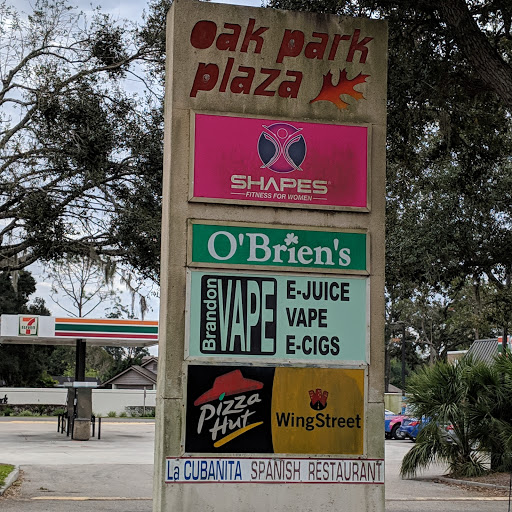 oak park
plaza
SHAPES
FITNESS FOR WOMEN
O'Brien's
Brandon
VAPE
E-JUICE
VAPE
E-CIGS
Pizza
Hut
WingStreet
La CUBANITA SPANISH RESTAURANT
7
ELEVEN